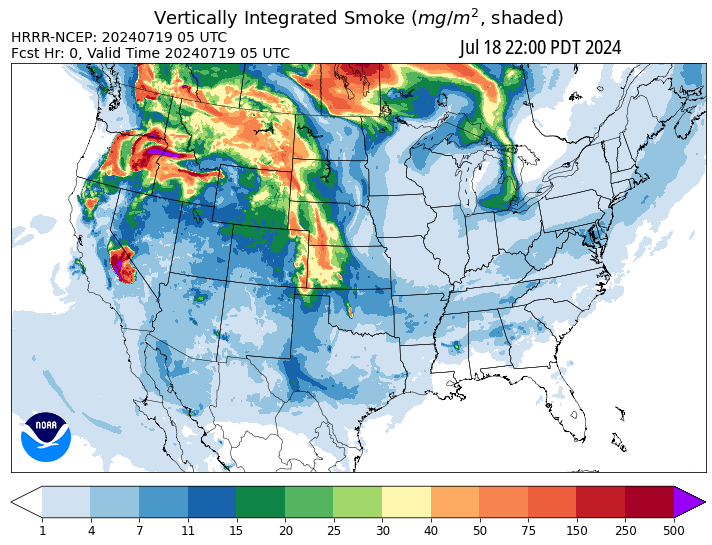 Vertically Integrated Smoke (mg/m², shaded)
HRRR-NCEP: 20240719 05 UTC
Fcst Hr: 0, Valid Time 20240719 05 UTC
Jul 18 22:00 PDT 2024
NOAA
1 4 7 11 15 20 25 30 40 50 75 150 250 500